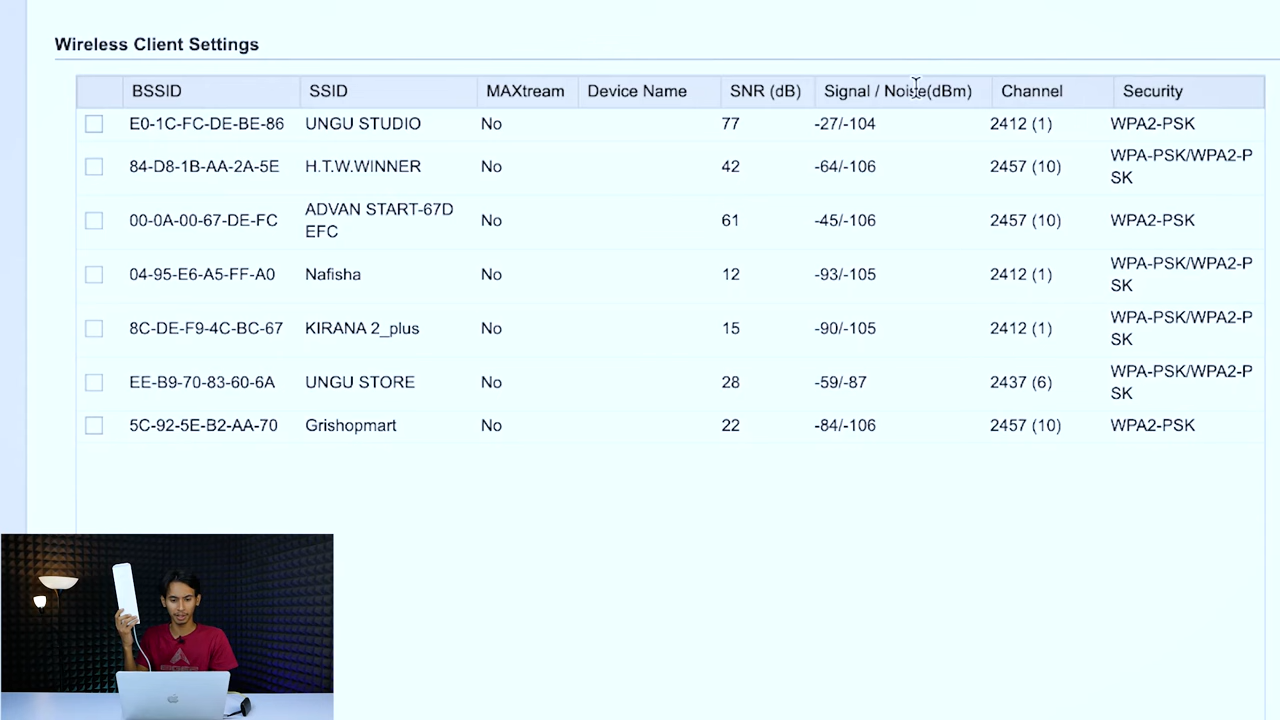 Wireless Client Settings
BSSID SSID MAXtream Device Name SNR (dB) Signal / Noise(dBm) Channel Security
E0-1C-FC-DE-BE-86 UNGU STUDIO No 77 -27/-104 2412 (1) WPA2-PSK
84-D8-1B-AA-2A-5E H.T.W.WINNER No 42 -64/-106 2457 (10) WPA-PSK/WPA2-P
SK
00-0A-00-67-DE-FC ADVAN START-67D No 61 -45/-106 2457 (10) WPA2-PSK
EFC
04-95-E6-A5-FF-A0 Nafisha No 12 -93/-105 2412 (1) WPA-PSK/WPA2-P
SK
8C-DE-F9-4C-BC-67 KIRANA 2_plus No 15 -90/-105 2412 (1) WPA-PSK/WPA2-P
SK
EE-B9-70-83-60-6A UNGU STORE No 28 -59/-87 2437 (6) WPA-PSK/WPA2-P
SK
5C-92-5E-B2-AA-70 Grishopmart No 22 -84/-106 2457 (10) WPA2-PSK